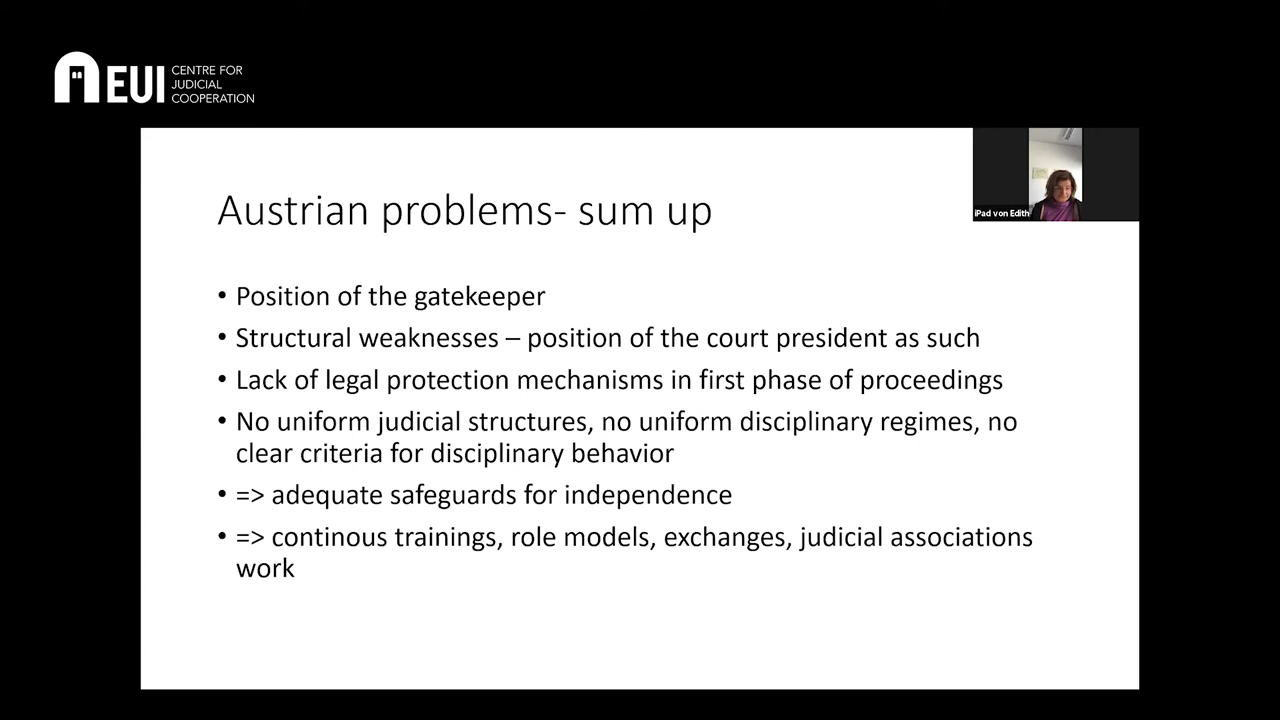 EUI
CENTRE FOR
JUDICIAL
COOPERATION
iPad von Edith
Austrian problems- sum up
• Position of the gatekeeper
• Structural weaknesses – position of the court president as such
• Lack of legal protection mechanisms in first phase of proceedings
• No uniform judicial structures, no uniform disciplinary regimes, no
clear criteria for disciplinary behavior
• => adequate safeguards for independence
• => continous trainings, role models, exchanges, judicial associations
work